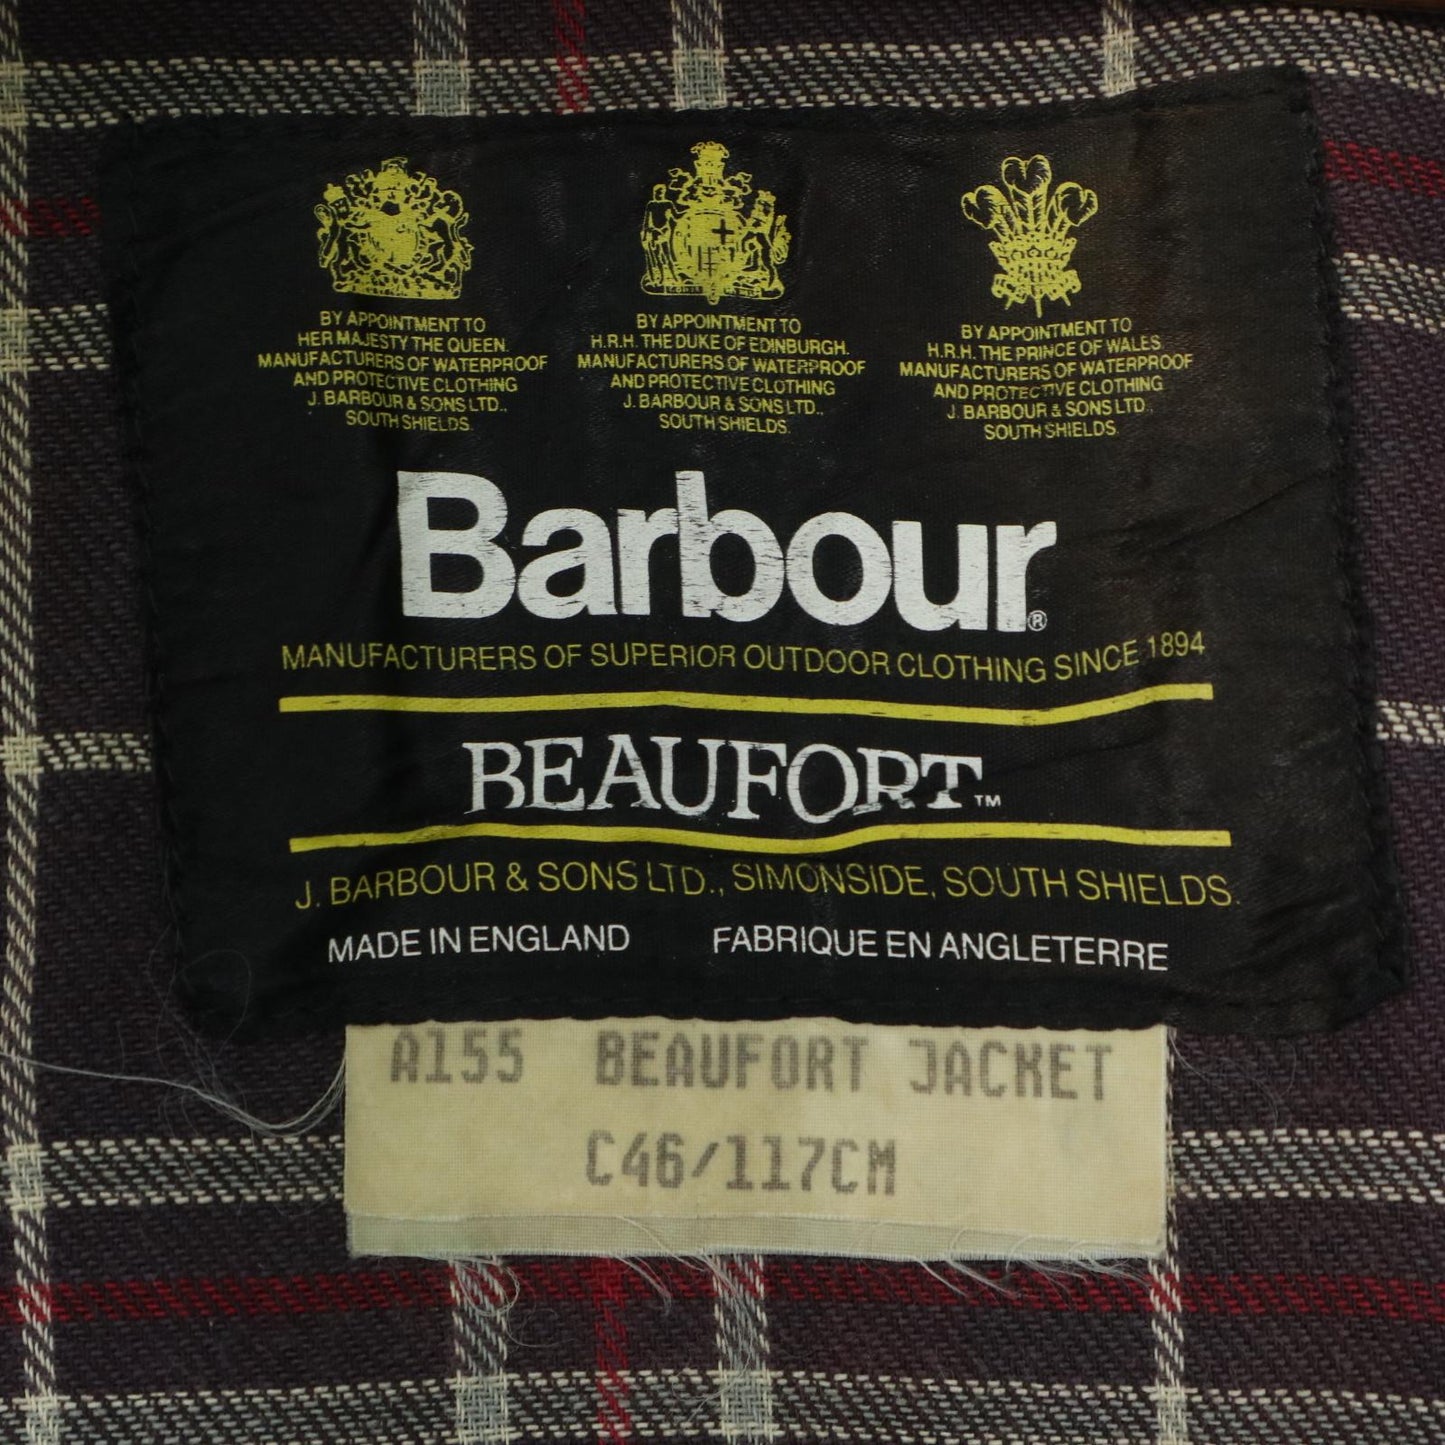 BY APPOINTMENT TO
HER MAJESTY THE QUEEN.
MANUFACTURERS OF WATERPROOF
AND PROTECTIVE CLOTHING
J. BARBOUR & SONS LTD.,
SOUTH SHIELDS.
BY APPOINTMENT TO
H.R.H. THE DUKE OF EDINBURGH.
MANUFACTURERS OF WATERPROOF
AND PROTECTIVE CLOTHING
J. BARBOUR & SONS LTD.,
SOUTH SHIELDS.
BY APPOINTMENT TO
H.R.H. THE PRINCE OF WALES.
MANUFACTURERS OF WATERPROOF
AND PROTECTIVE CLOTHING
J. BARBOUR & SONS LTD.,
SOUTH SHIELDS.
Barbour®
MANUFACTURERS OF SUPERIOR OUTDOOR CLOTHING SINCE 1894
BEAUFORT™
J. BARBOUR & SONS LTD., SIMONSIDE, SOUTH SHIELDS.
MADE IN ENGLAND FABRIQUE EN ANGLETERRE
A155 BEAUFORT JACKET
C46/117CM